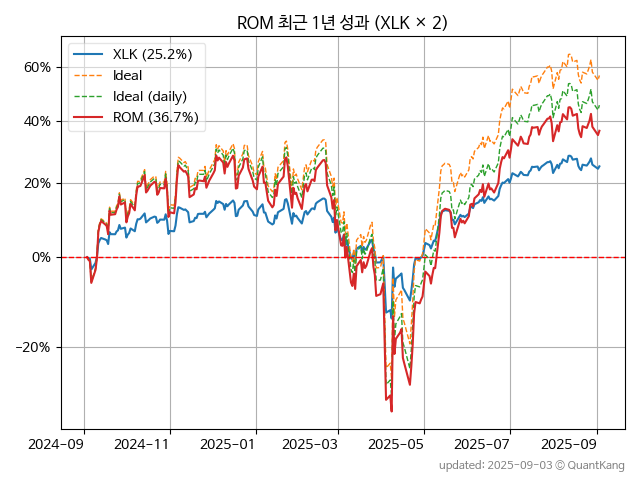 ROM 최근 1년 성과 (XLK × 2)
XLK (25.2%)
Ideal
Ideal (daily)
ROM (36.7%)
60%
40%
20%
0%
−20%
2024-09 2024-11 2025-01 2025-03 2025-05 2025-07 2025-09
updated: 2025-09-03 ⓒ QuantKang